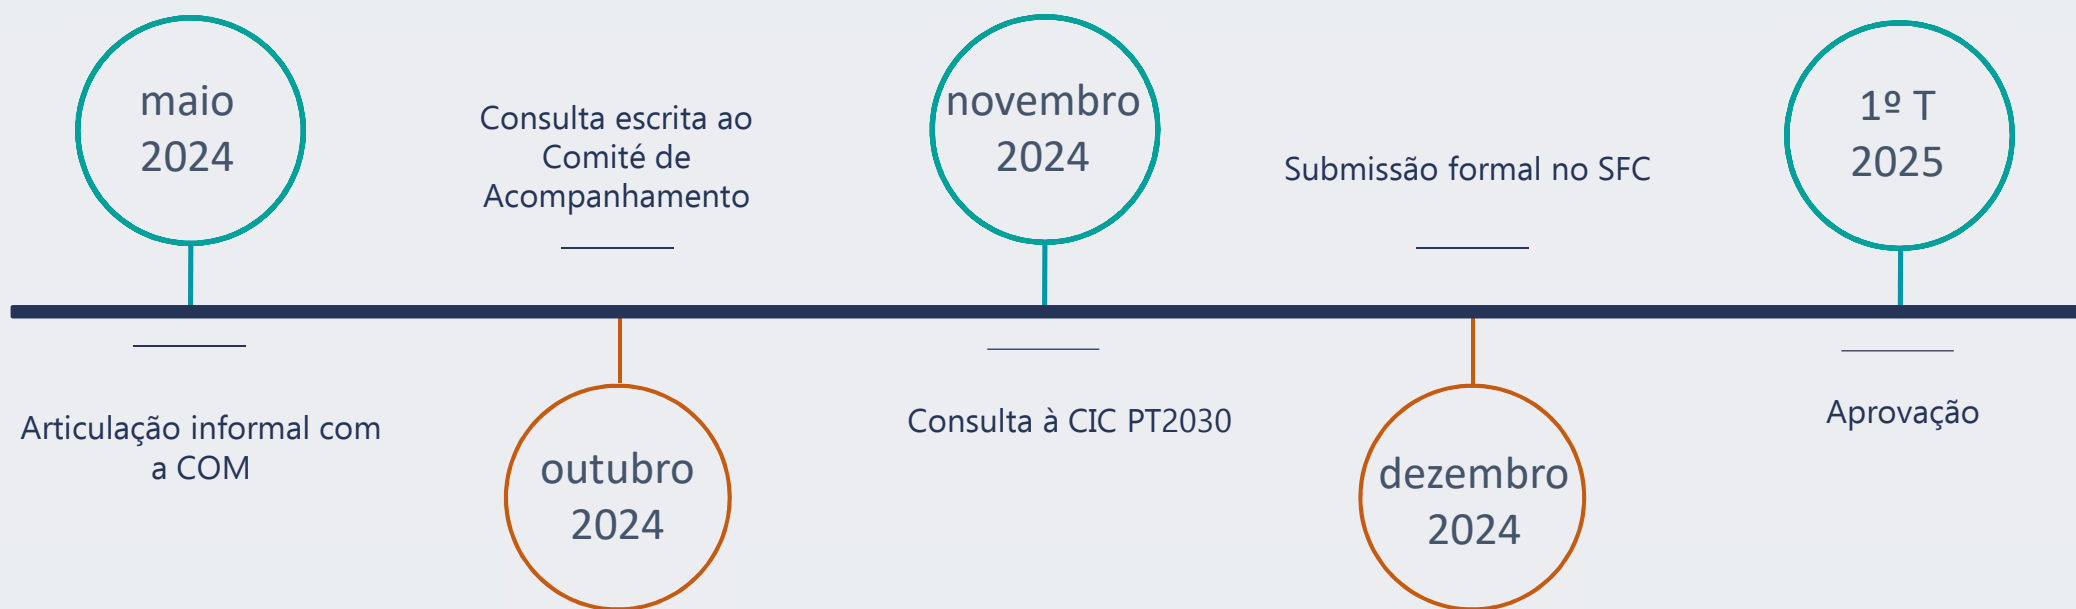 maio
2024
Articulação informal com
a COM
Consulta escrita ao
Comité de
Acompanhamento
outubro
2024
novembro
2024
Consulta à CIC PT2030
Submissão formal no SFC
dezembro
2024
1º T
2025
Aprovação